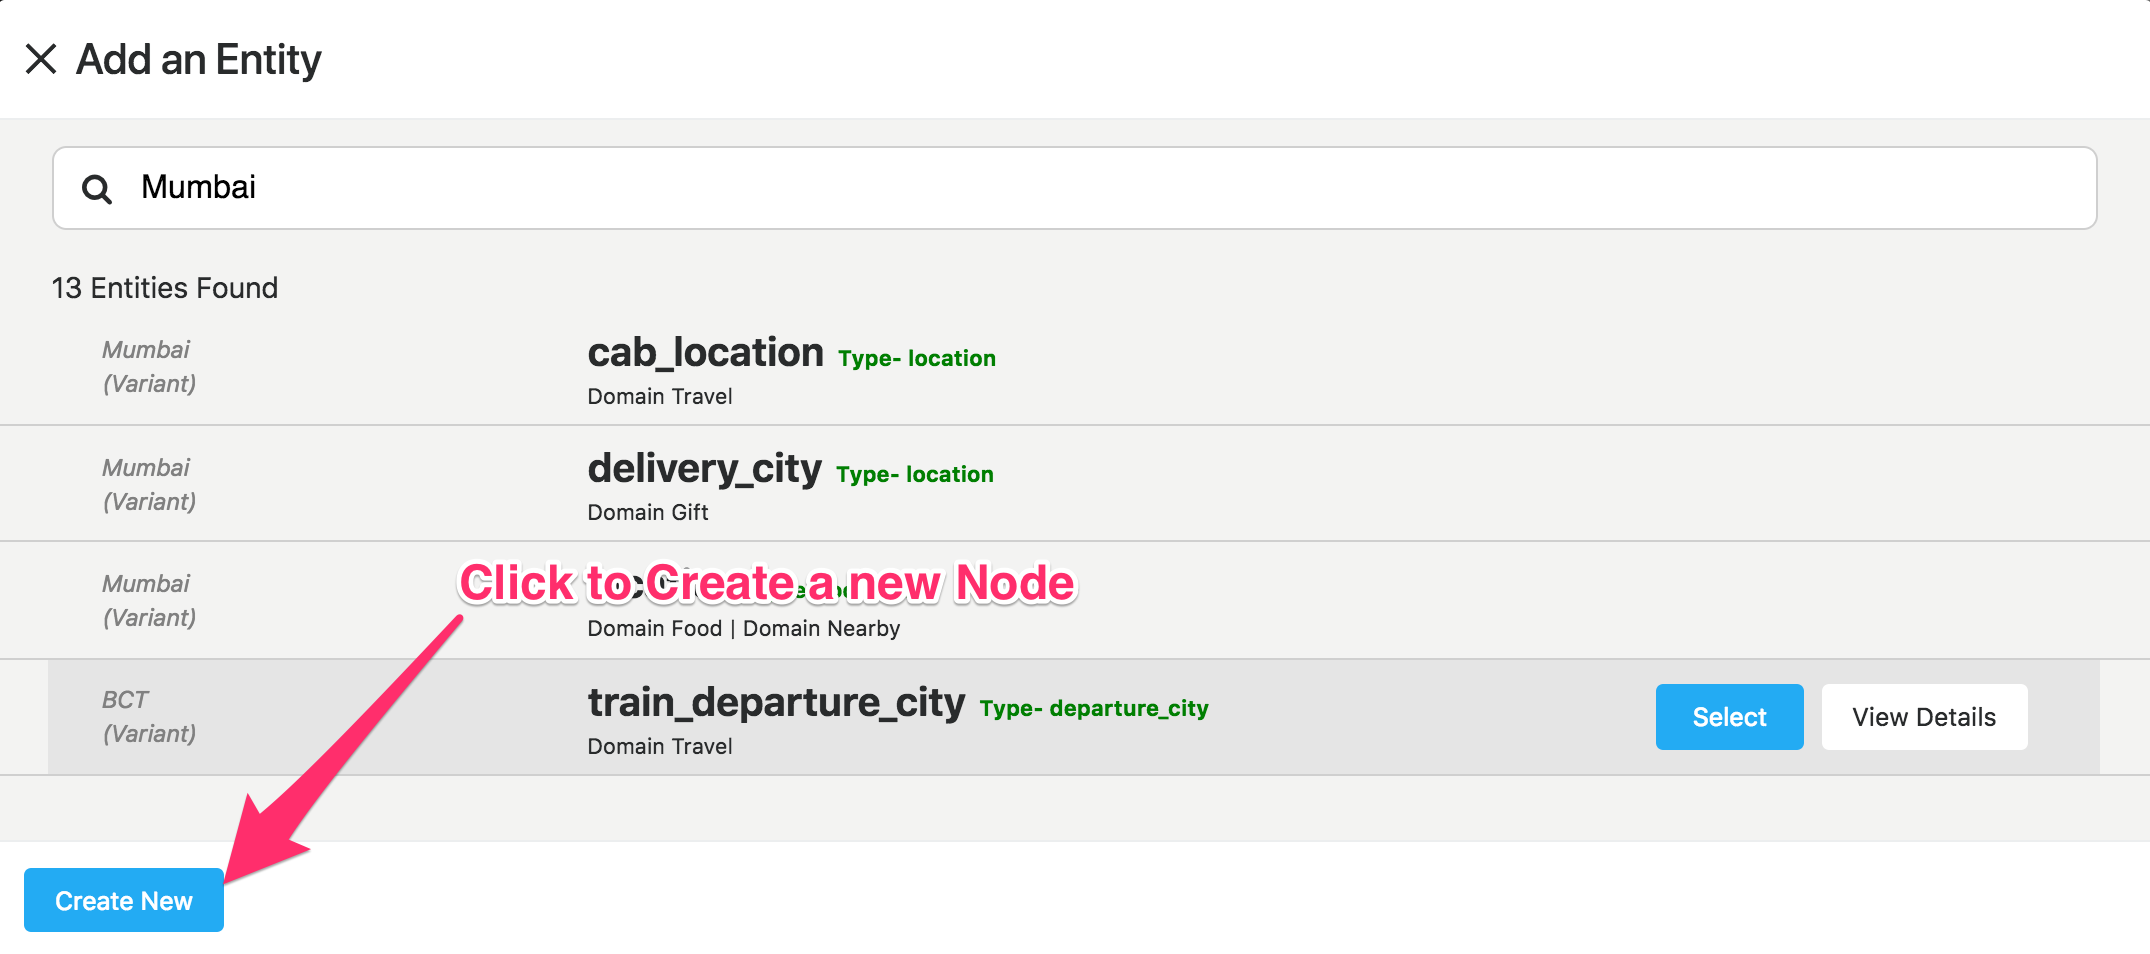 Add an Entity
Mumbai
13 Entities Found
Mumbai
(Variant)
cab_location Type- location
Domain Travel
Mumbai
(Variant)
delivery_city Type- location
Domain Gift
Mumbai
(Variant)
Click to Create a new Node
Domain Food | Domain Nearby
BCT
(Variant)
train_departure_city Type- departure_city
Domain Travel
Select
View Details
Create New